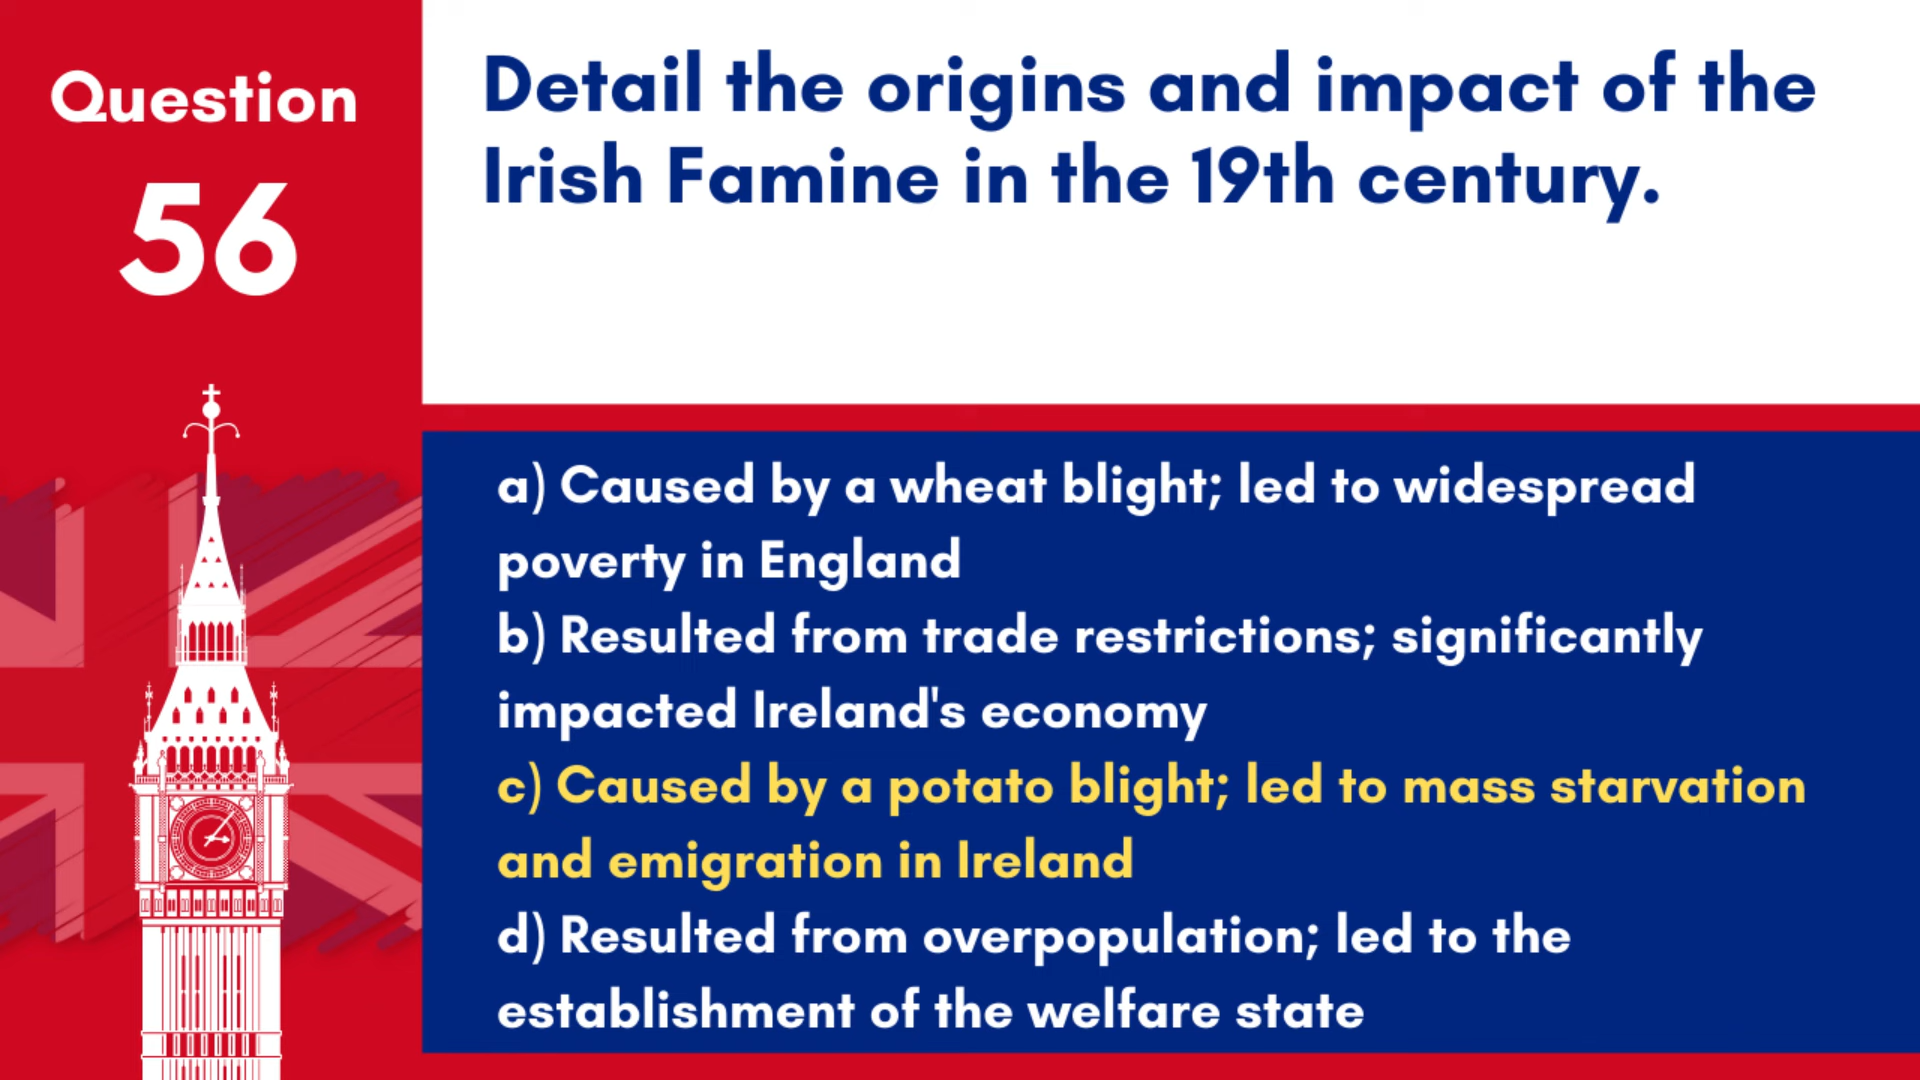 Question
56
Detail the origins and impact of the
Irish Famine in the 19th century.
a) Caused by a wheat blight; led to widespread
poverty in England
b) Resulted from trade restrictions; significantly
impacted Ireland's economy
c) Caused by a potato blight; led to mass starvation
and emigration in Ireland
d) Resulted from overpopulation; led to the
establishment of the welfare state